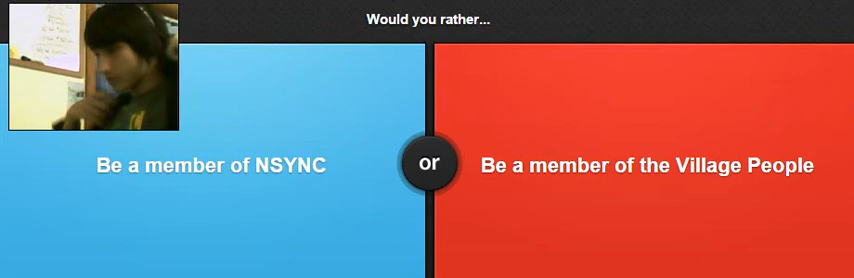 Would you rather...
Be a member of NSYNC
or
Be a member of the Village People